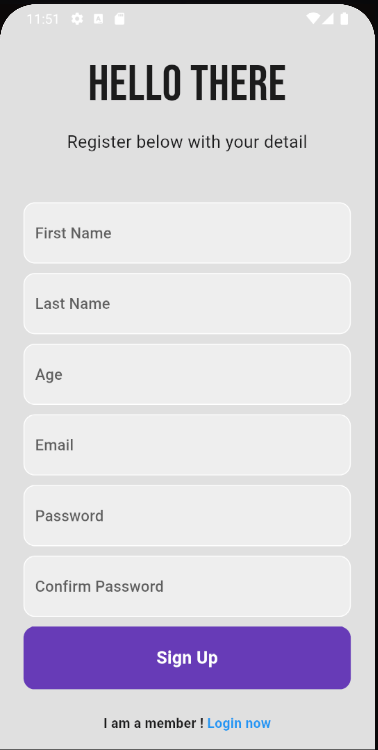 11:51
HELLO THERE
Register below with your detail
First Name
Last Name
Age
Email
Password
Confirm Password
Sign Up
I am a member ! Login now